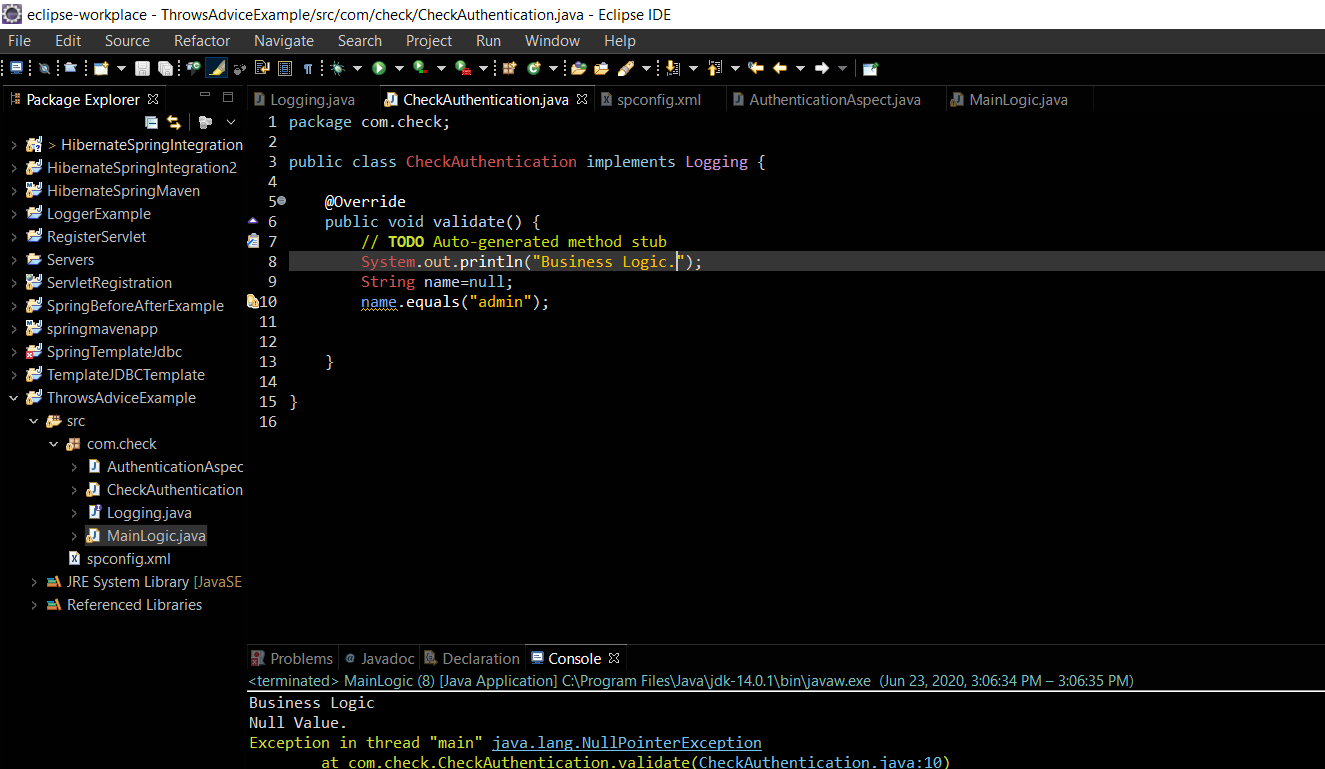 eclipse-workplace - ThrowsAdviceExample/src/com/check/CheckAuthentication.java - Eclipse IDE
File Edit Source Refactor Navigate Search Project Run Window Help
Package Explorer
> HibernateSpringIntegration
HibernateSpringIntegration2
HibernateSpringMaven
LoggerExample
RegisterServlet
Servers
ServletRegistration
SpringBeforeAfterExample
springmavenapp
SpringTemplateJdbc
TemplateJDBCTemplate
ThrowsAdviceExample
src
com.check
AuthenticationAspec
CheckAuthentication
Logging.java
MainLogic.java
spconfig.xml
JRE System Library [JavaSE
Referenced Libraries
Logging.java CheckAuthentication.java spconfig.xml AuthenticationAspect.java MainLogic.java
1 package com.check;
2
3 public class CheckAuthentication implements Logging {
4
5 @Override
6 public void validate() {
7 // TODO Auto-generated method stub
8 System.out.println("Business Logic.");
9 String name=null;
10 name.equals("admin");
11
12
13 }
14
15 }
16
Problems Javadoc Declaration Console
<terminated> MainLogic (8) [Java Application] C:\Program Files\Java\jdk-14.0.1\bin\javaw.exe (Jun 23, 2020, 3:06:34 PM – 3:06:35 PM)
Business Logic
Null Value.
Exception in thread "main" java.lang.NullPointerException
at com.check.CheckAuthentication.validate(CheckAuthentication.java:10)